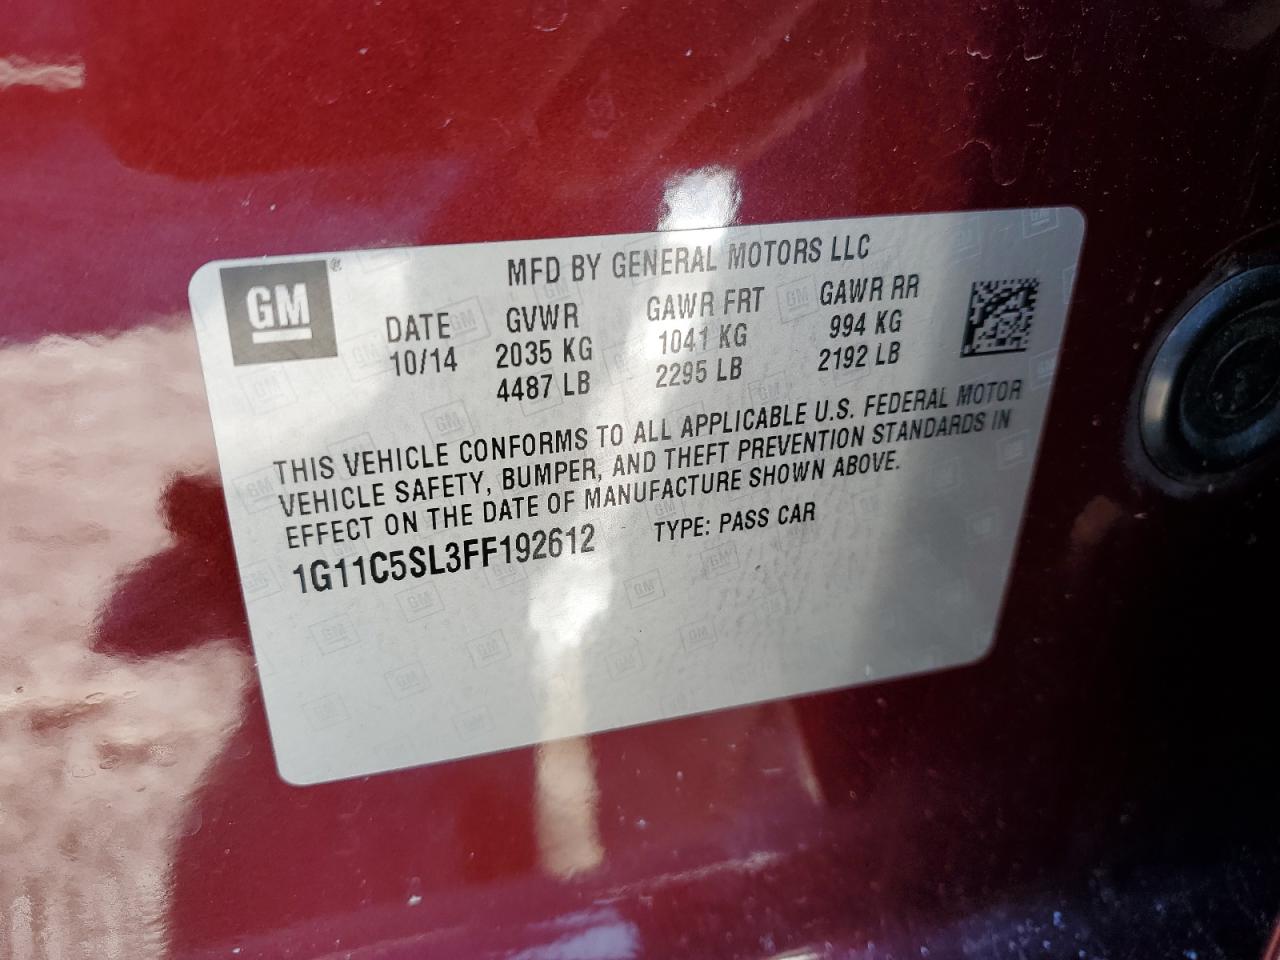 GM
MFD BY GENERAL MOTORS LLC
DATE GVWR GAWR FRT GAWR RR
10/14 2035 KG 1041 KG 994 KG
4487 LB 2295 LB 2192 LB
THIS VEHICLE CONFORMS TO ALL APPLICABLE U.S. FEDERAL MOTOR
VEHICLE SAFETY, BUMPER, AND THEFT PREVENTION STANDARDS IN
EFFECT ON THE DATE OF MANUFACTURE SHOWN ABOVE.
1G11C5SL3FF192612 TYPE: PASS CAR